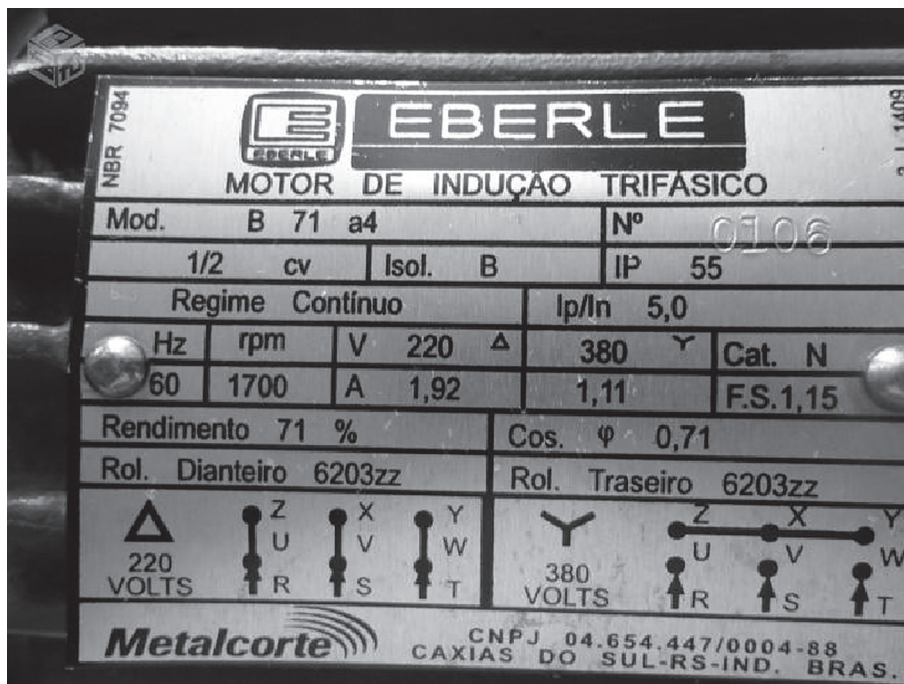 NBR 7094
EBERLE
EBERLE
MOTOR DE INDUÇÃO TRIFÁSICO
Mod. B 71 a4 Nº 0106
1/2 cv Isol. B IP 55
Regime Contínuo Ip/In 5,0
Hz rpm V 220 Δ 380 Y Cat. N
60 1700 A 1,92 1,11 F.S.1,15
Rendimento 71 % Cos. φ 0,71
Rol. Dianteiro 6203zz Rol. Traseiro 6203zz
Z X Y Z X Y
U V W U V W
220 VOLTS R S T 380 VOLTS R S T
Metalcorte CNPJ 04.654.447/0004-88
CAXIAS DO SUL-RS-IND. BRAS.